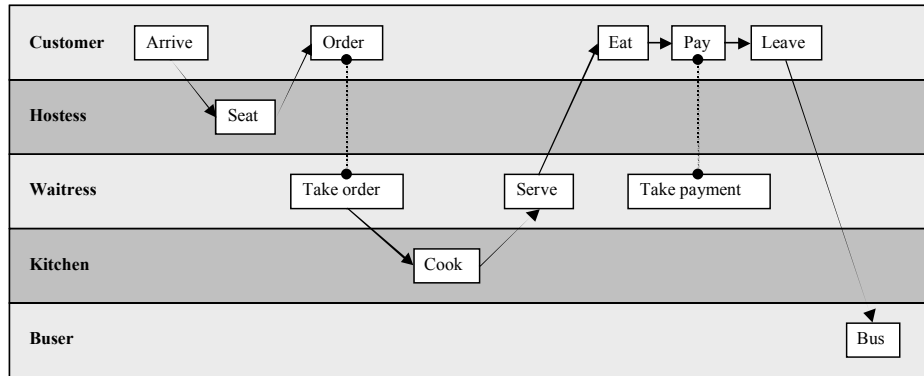 Customer
Arrive
Order
Eat
Pay
Leave
Hostess
Seat
Waitress
Take order
Serve
Take payment
Kitchen
Cook
Buser
Bus